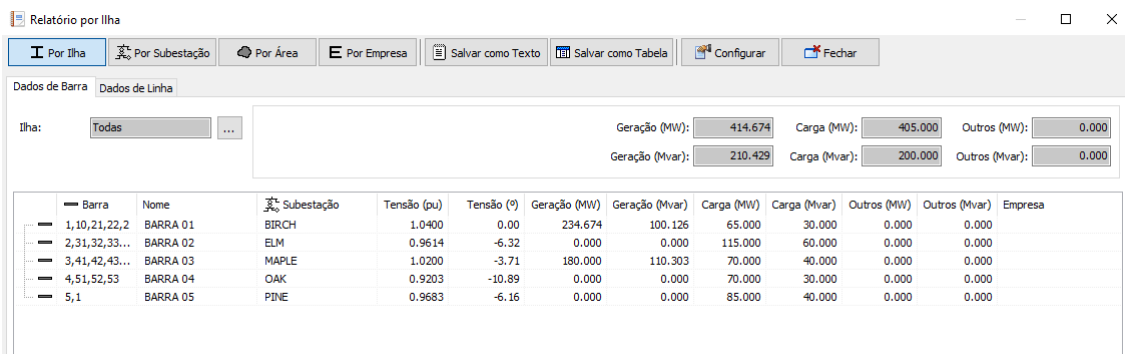 Relatório por Ilha
Por Ilha Por Subestação Por Área Por Empresa Salvar como Texto Salvar como Tabela Configurar Fechar
Dados de Barra Dados de Linha
Ilha: Todas ... Geração (MW): 414.674 Carga (MW): 405.000 Outros (MW): 0.000
Geração (Mvar): 210.429 Carga (Mvar): 200.000 Outros (Mvar): 0.000
Barra Nome Subestação Tensão (pu) Tensão (º) Geração (MW) Geração (Mvar) Carga (MW) Carga (Mvar) Outros (MW) Outros (Mvar) Empresa
1,10,21,22,2 BARRA 01 BIRCH 1.0400 0.00 234.674 100.126 65.000 30.000 0.000 0.000
2,31,32,33... BARRA 02 ELM 0.9614 -6.32 0.000 0.000 115.000 60.000 0.000 0.000
3,41,42,43... BARRA 03 MAPLE 1.0200 -3.71 180.000 110.303 70.000 40.000 0.000 0.000
4,51,52,53 BARRA 04 OAK 0.9203 -10.89 0.000 0.000 70.000 30.000 0.000 0.000
5,1 BARRA 05 PINE 0.9683 -6.16 0.000 0.000 85.000 40.000 0.000 0.000